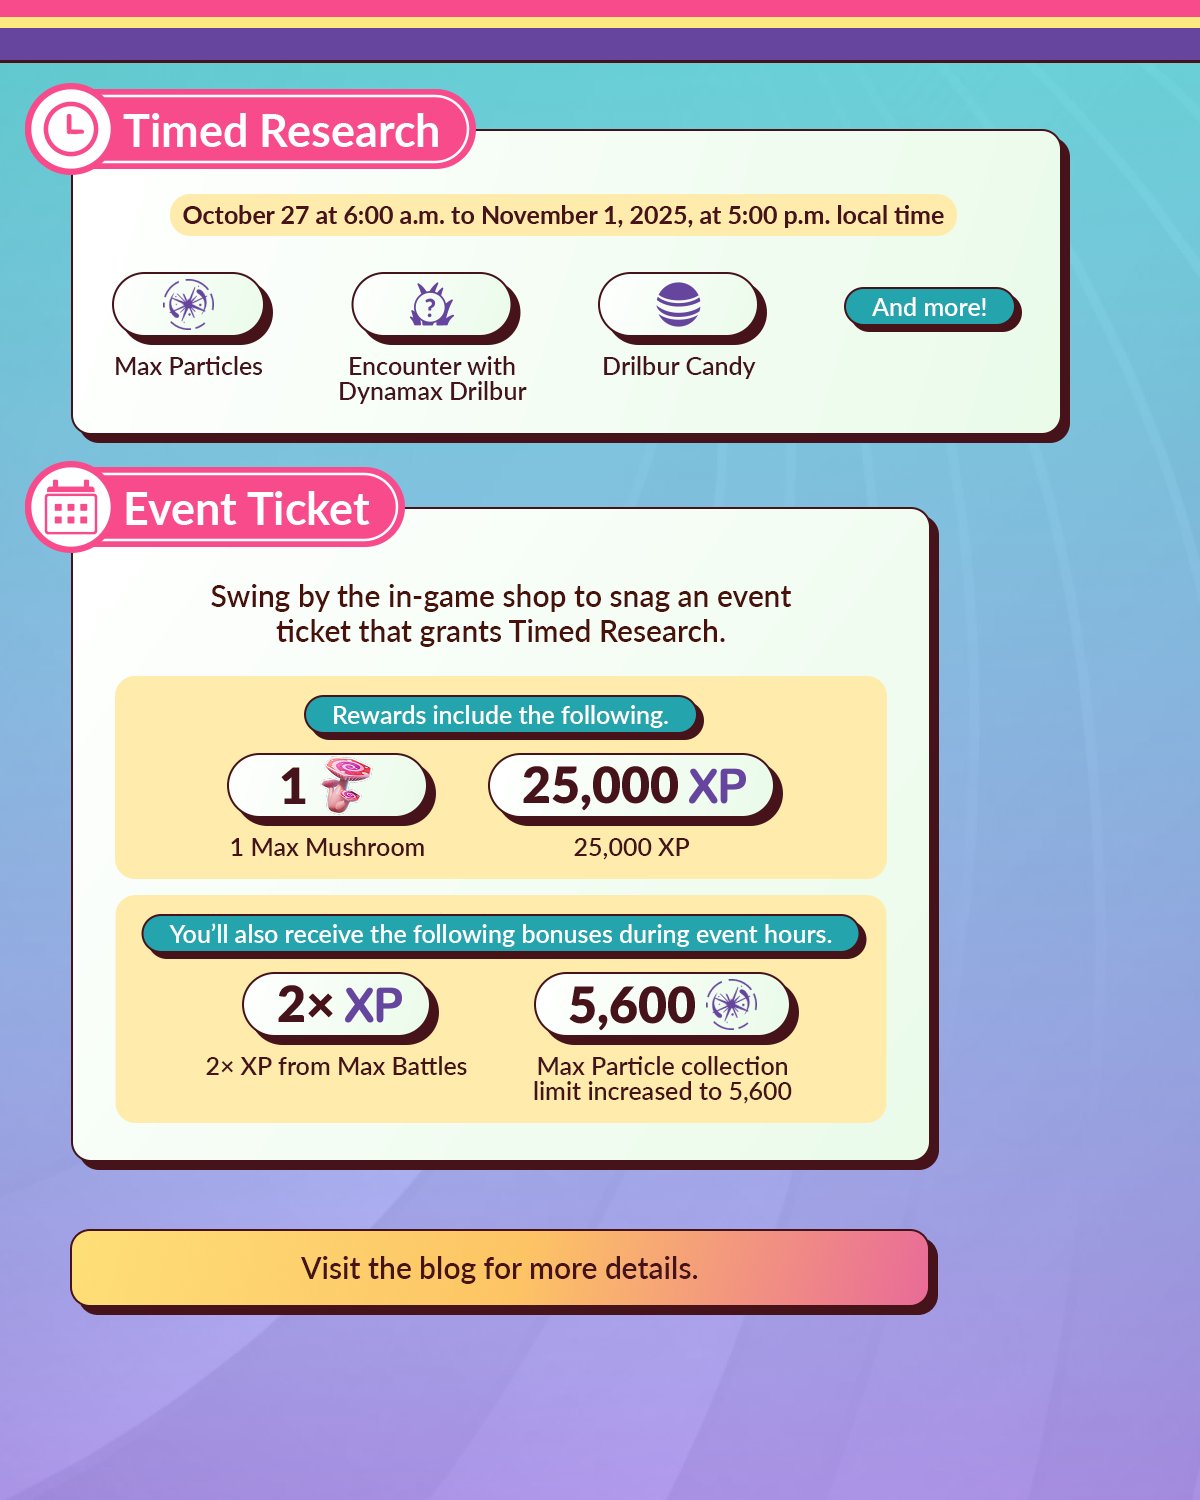 Timed Research
October 27 at 6:00 a.m. to November 1, 2025, at 5:00 p.m. local time
Max Particles
?
Encounter with
Dynamax Drilbur
Drilbur Candy
And more!
Event Ticket
Swing by the in-game shop to snag an event
ticket that grants Timed Research.
Rewards include the following.
1
1 Max Mushroom
25,000 XP
25,000 XP
You’ll also receive the following bonuses during event hours.
2× XP
2× XP from Max Battles
5,600
Max Particle collection
limit increased to 5,600
Visit the blog for more details.